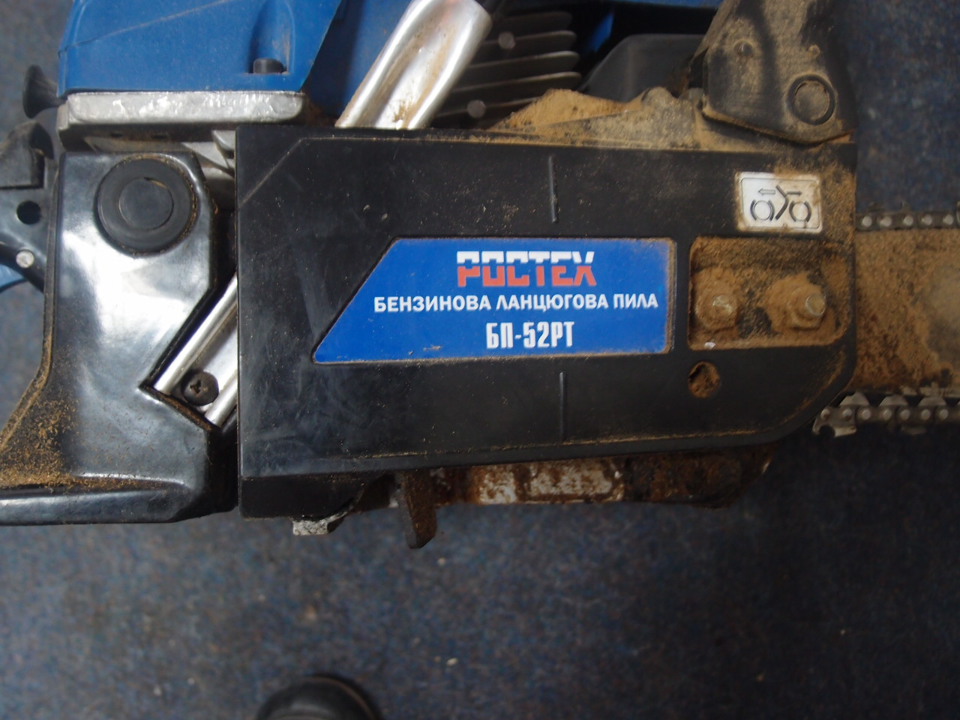 РОСТЕХ
БЕНЗИНОВА ЛАНЦЮГОВА ПИЛА
БП-52РТ